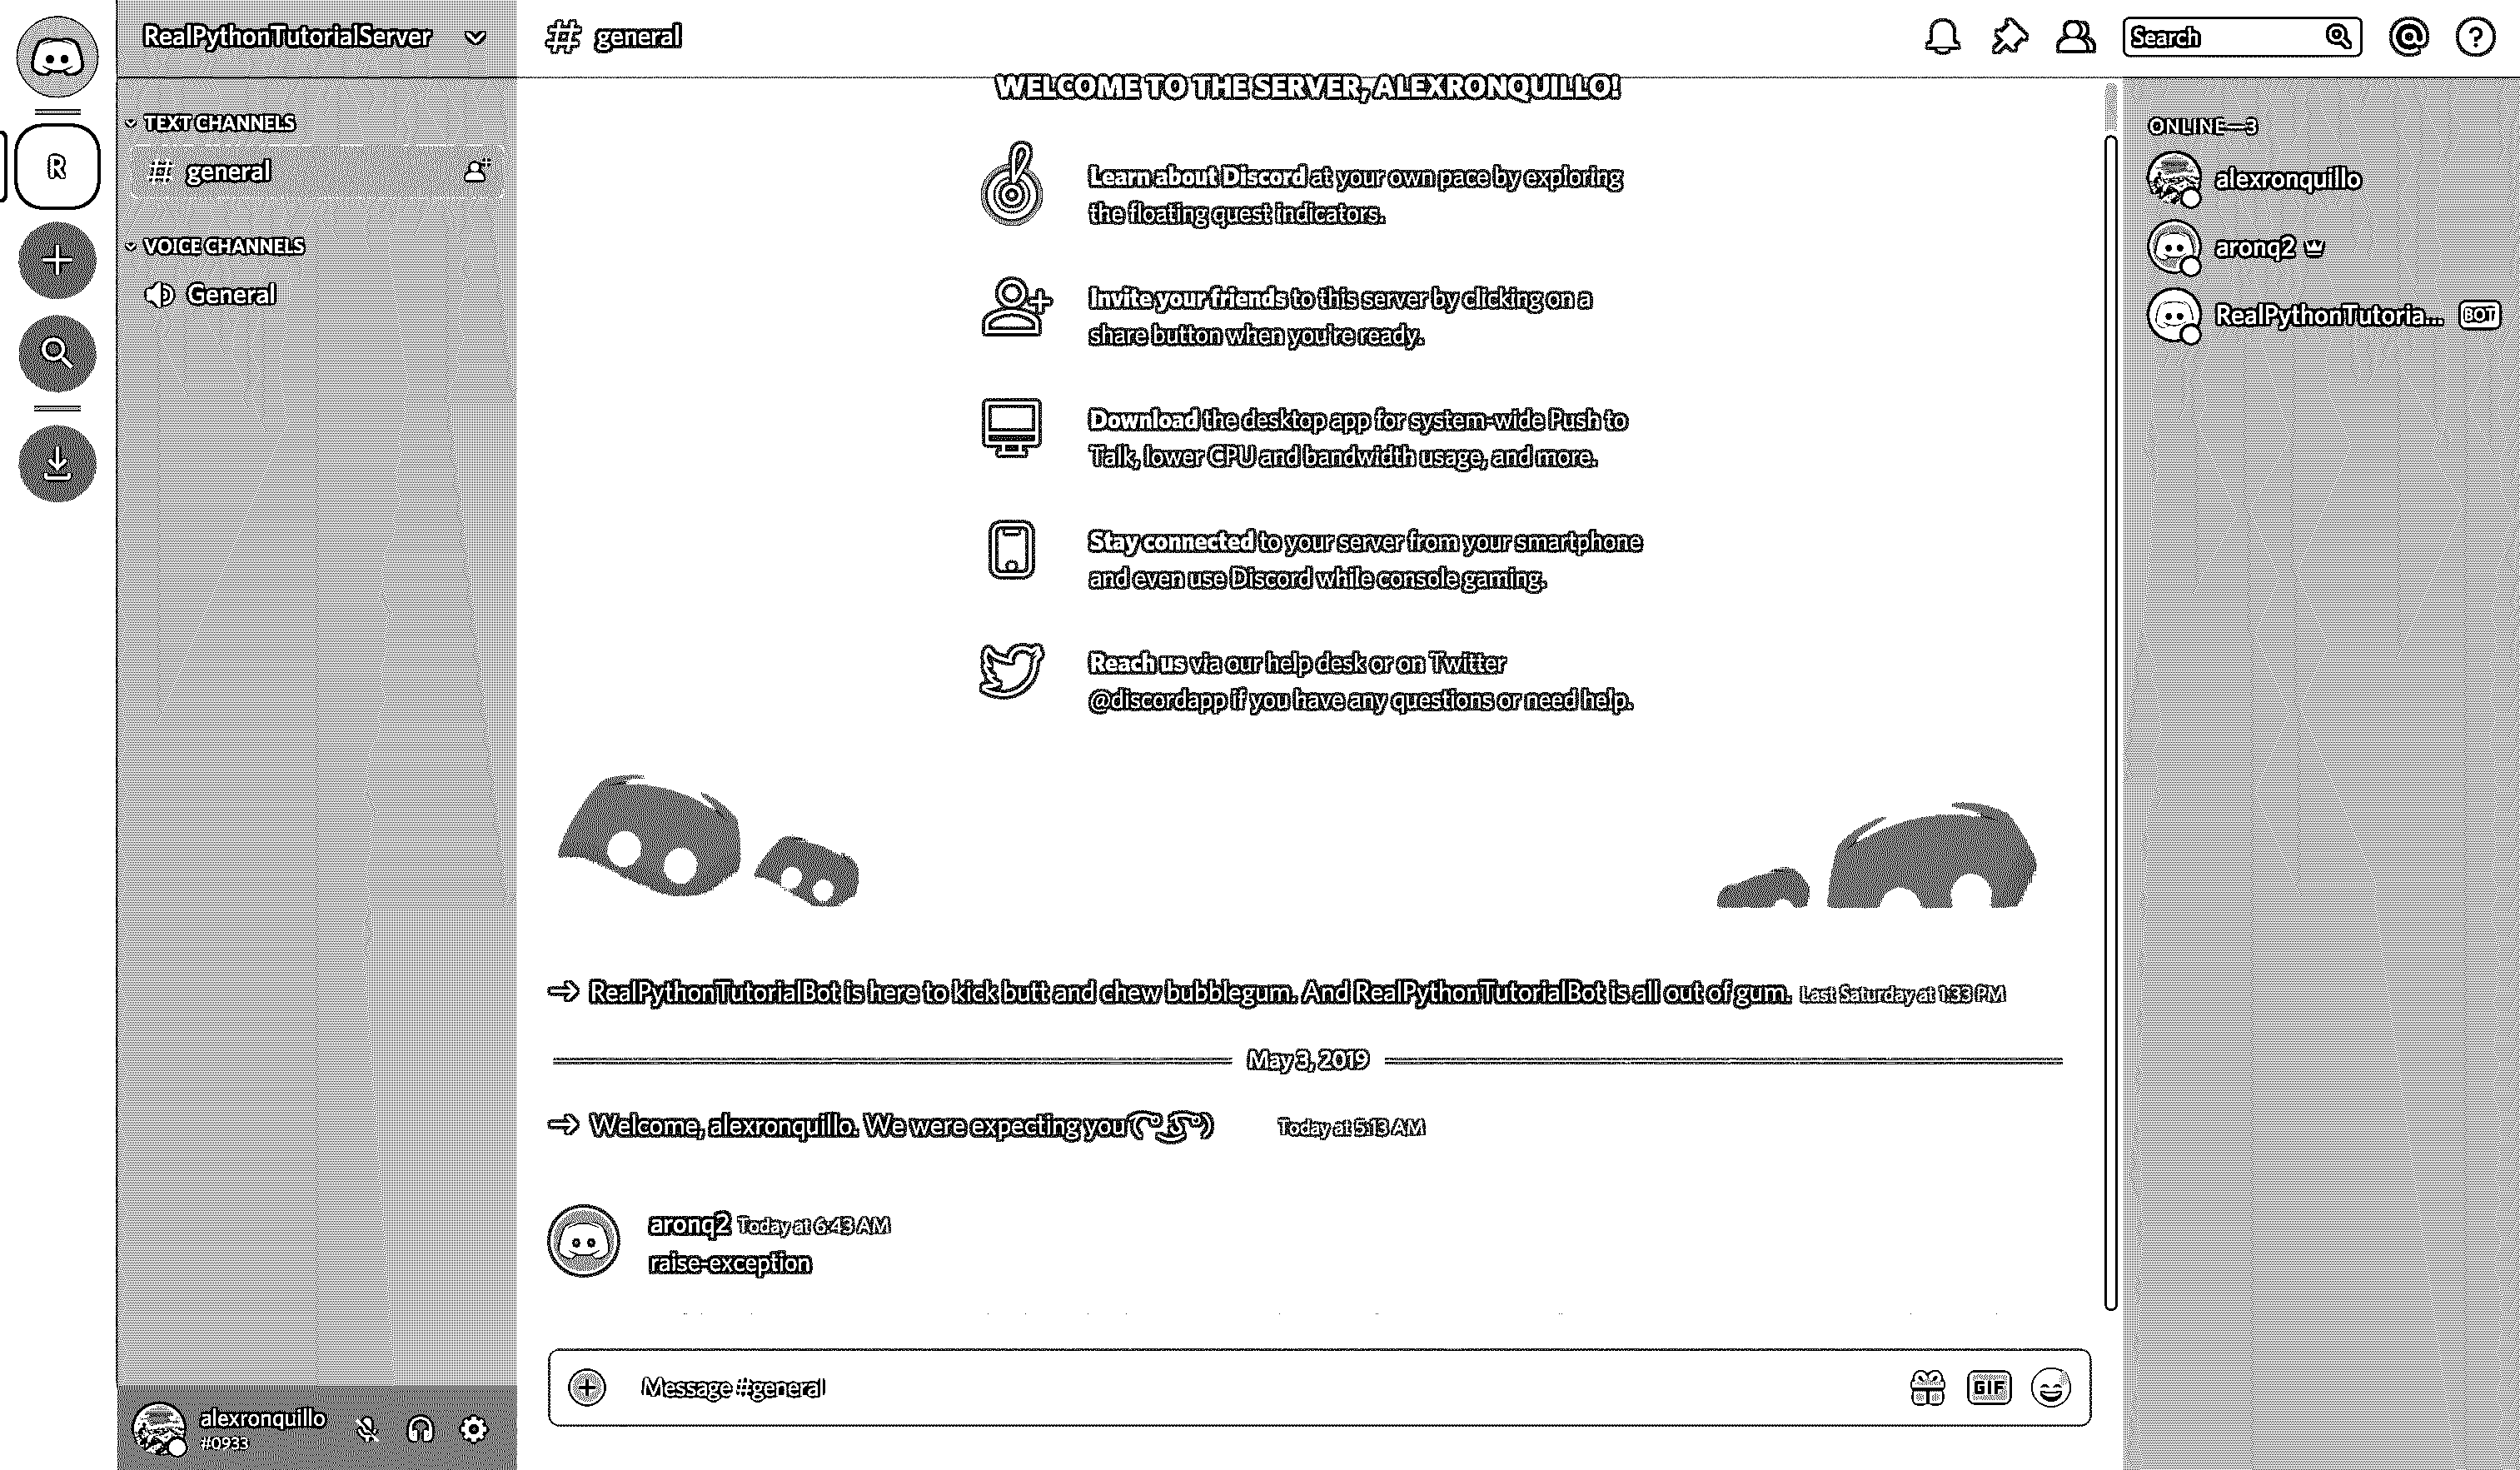 RealPythonTutorialServer
# general
Search
R
TEXT CHANNELS
# general
VOICE CHANNELS
General
alexronquillo
#0933
WELCOME TO THE SERVER, ALEXRONQUILLO!
Learn about Discord at your own pace by exploring
the floating quest indicators.
Invite your friends to this server by clicking on a
share button when you're ready.
Download the desktop app for system-wide Push to
Talk, lower CPU and bandwidth usage, and more.
Stay connected to your server from your smartphone
and even use Discord while console gaming.
Reach us via our help desk or on Twitter
@discordapp if you have any questions or need help.
RealPythonTutorialBot is here to kick butt and chew bubblegum. And RealPythonTutorialBot is all out of gum. Last Saturday at 1:33 PM
May 3, 2019
Welcome, alexronquillo. We were expecting you ( ͡° ͜ʖ ͡°) Today at 5:13 AM
aronq2 Today at 6:43 AM
raise-exception
Message #general
GIF
ONLINE—3
alexronquillo
aronq2
RealPythonTutoria... BOT